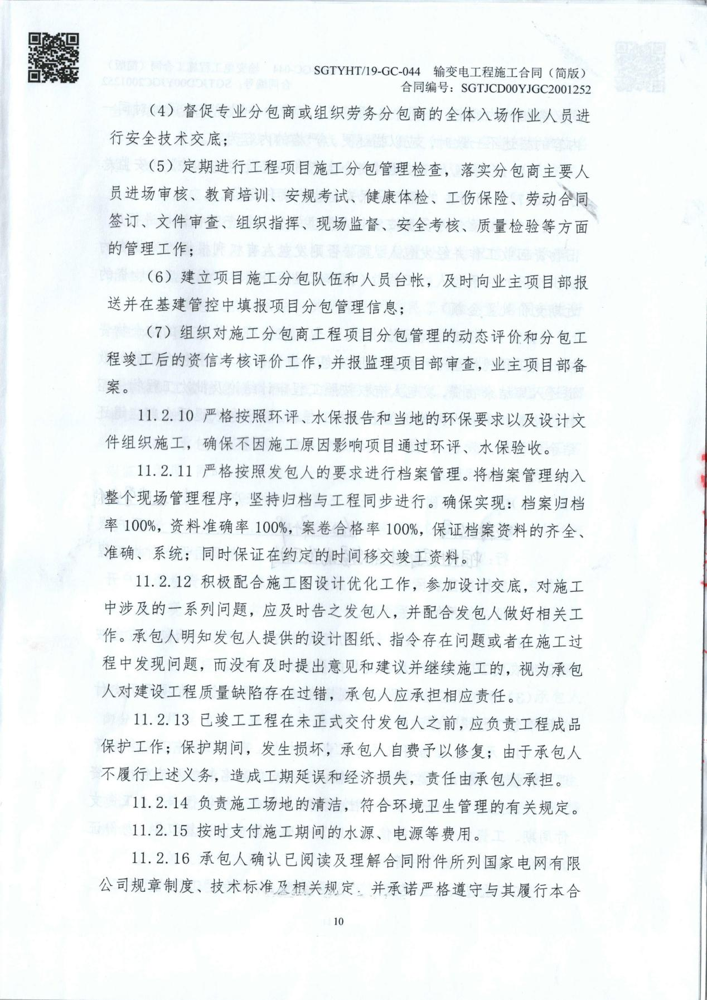 SGTYHT/19-GC-044 输变电工程施工合同（简版）
合同编号：SGTJCD00YJGC2001252
（4）督促专业分包商或组织劳务分包商的全体入场作业人员进
行安全技术交底；
（5）定期进行工程项目施工分包管理检查，落实分包商主要人
员进场审核、教育培训、安规考试、健康体检、工伤保险、劳动合同
签订、文件审查、组织指挥、现场监督、安全考核、质量检验等方面
的管理工作；
（6）建立项目施工分包队伍和人员台帐，及时向业主项目部报
送并在基建管控中填报项目分包管理信息；
（7）组织对施工分包商工程项目分包管理的动态评价和分包工
程竣工后的资信考核评价工作，并报监理项目部审查，业主项目部备
案。
11.2.10 严格按照环评、水保报告和当地的环保要求以及设计文
件组织施工，确保不因施工原因影响项目通过环评、水保验收。
11.2.11 严格按照发包人的要求进行档案管理。将档案管理纳入
整个现场管理程序，坚持归档与工程同步进行。确保实现：档案归档
率 100%，资料准确率 100%，案卷合格率 100%，保证档案资料的齐全、
准确、系统；同时保证在约定的时间移交竣工资料。
11.2.12 积极配合施工图设计优化工作，参加设计交底，对施工
中涉及的一系列问题，应及时告之发包人，并配合发包人做好相关工
作。承包人明知发包人提供的设计图纸、指令存在问题或者在施工过
程中发现问题，而没有及时提出意见和建议并继续施工的，视为承包
人对建设工程质量缺陷存在过错，承包人应承担相应责任。
11.2.13 已竣工工程在未正式交付发包人之前，应负责工程成品
保护工作；保护期间，发生损坏，承包人自费予以修复；由于承包人
不履行上述义务，造成工期延误和经济损失，责任由承包人承担。
11.2.14 负责施工场地的清洁，符合环境卫生管理的有关规定。
11.2.15 按时支付施工期间的水源、电源等费用。
11.2.16 承包人确认已阅读及理解合同附件所列国家电网有限
公司规章制度、技术标准及相关规定，并承诺严格遵守与其履行本合
10